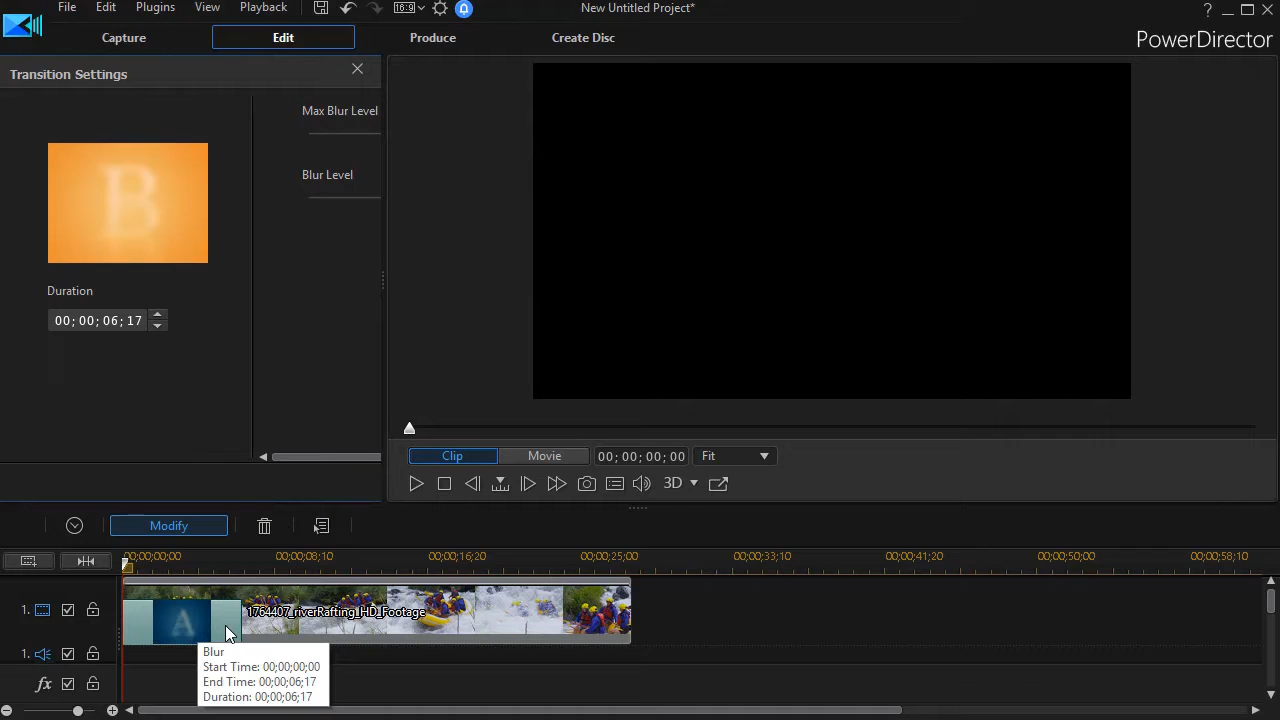 File Edit Plugins View Playback 16:9 New Untitled Project* ?
Capture Edit Produce Create Disc PowerDirector
Transition Settings
Max Blur Level
B
Blur Level
Duration
00; 00; 06; 17
Clip Movie 00; 00; 00; 00 Fit
3D
Modify
00;00;00;00 00;00;08;10 00;00;16;20 00;00;25;00 00;00;33;10 00;00;41;20 00;00;50;00 00;00;58;10
1. 1764407_riverRafting_HD_Footage
A
1.
Blur
Start Time: 00;00;00;00
End Time: 00;00;06;17
Duration: 00;00;06;17
fx